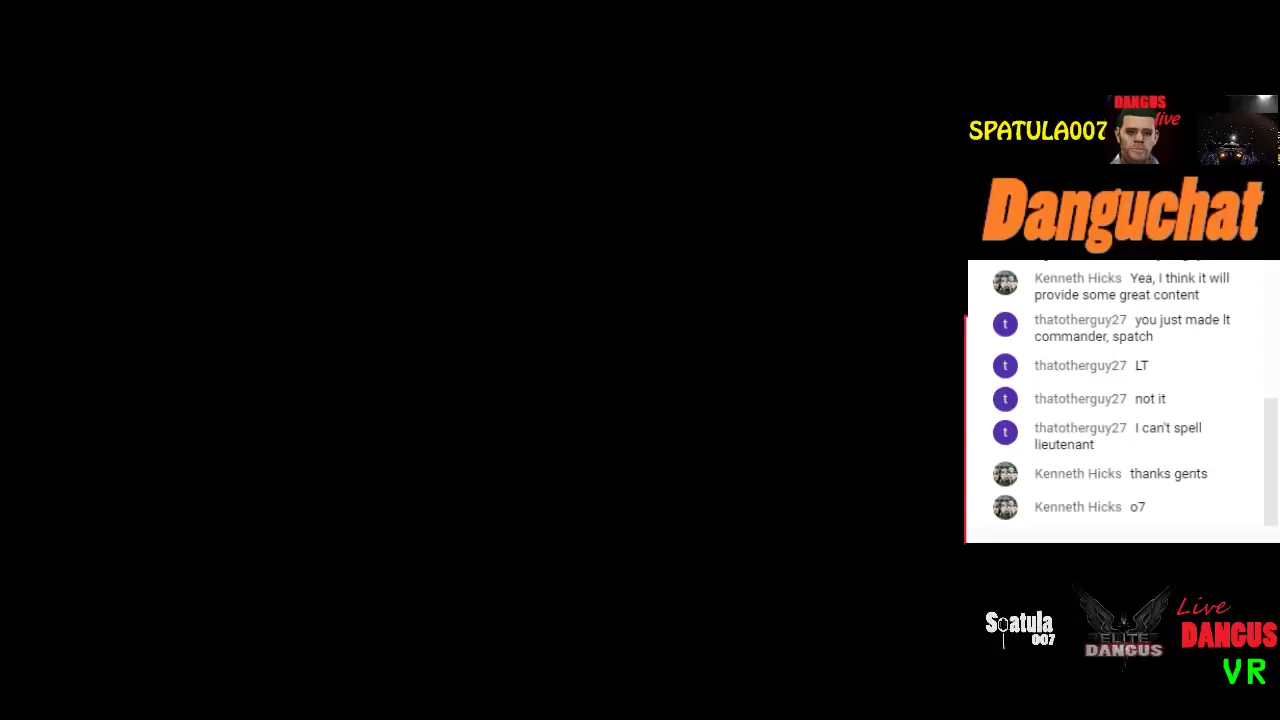 DANGUS
live
SPATULA007
Danguchat
Kenneth Hicks Yea, I think it will
provide some great content
thatotherguy27 you just made lt
commander, spatch
thatotherguy27 LT
thatotherguy27 not it
thatotherguy27 I can't spell
lieutenant
Kenneth Hicks thanks gents
Kenneth Hicks o7
Spatula
007
ELITE
DANGUS
Live
DANGUS
VR